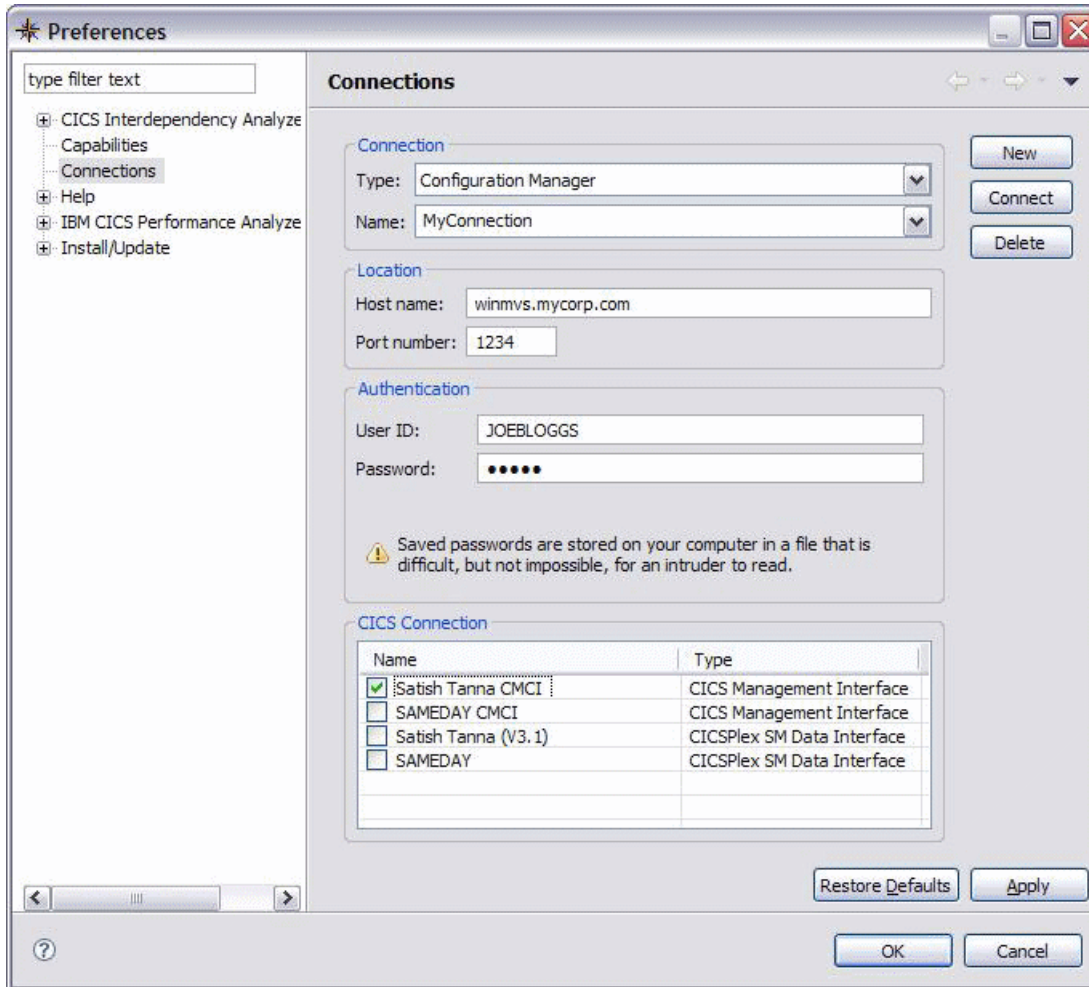 Preferences
type filter text
CICS Interdependency Analyze
Capabilities
Connections
Help
IBM CICS Performance Analyze
Install/Update
Connections
Connection
Type: Configuration Manager
Name: MyConnection
New
Connect
Delete
Location
Host name: winmvs.mycorp.com
Port number: 1234
Authentication
User ID: JOEBLOGGS
Password: •••••
Saved passwords are stored on your computer in a file that is
difficult, but not impossible, for an intruder to read.
CICS Connection
Name Type
Satish Tanna CMCI CICS Management Interface
SAMEDAY CMCI CICS Management Interface
Satish Tanna (V3.1) CICSPlex SM Data Interface
SAMEDAY CICSPlex SM Data Interface
Restore Defaults Apply
OK Cancel